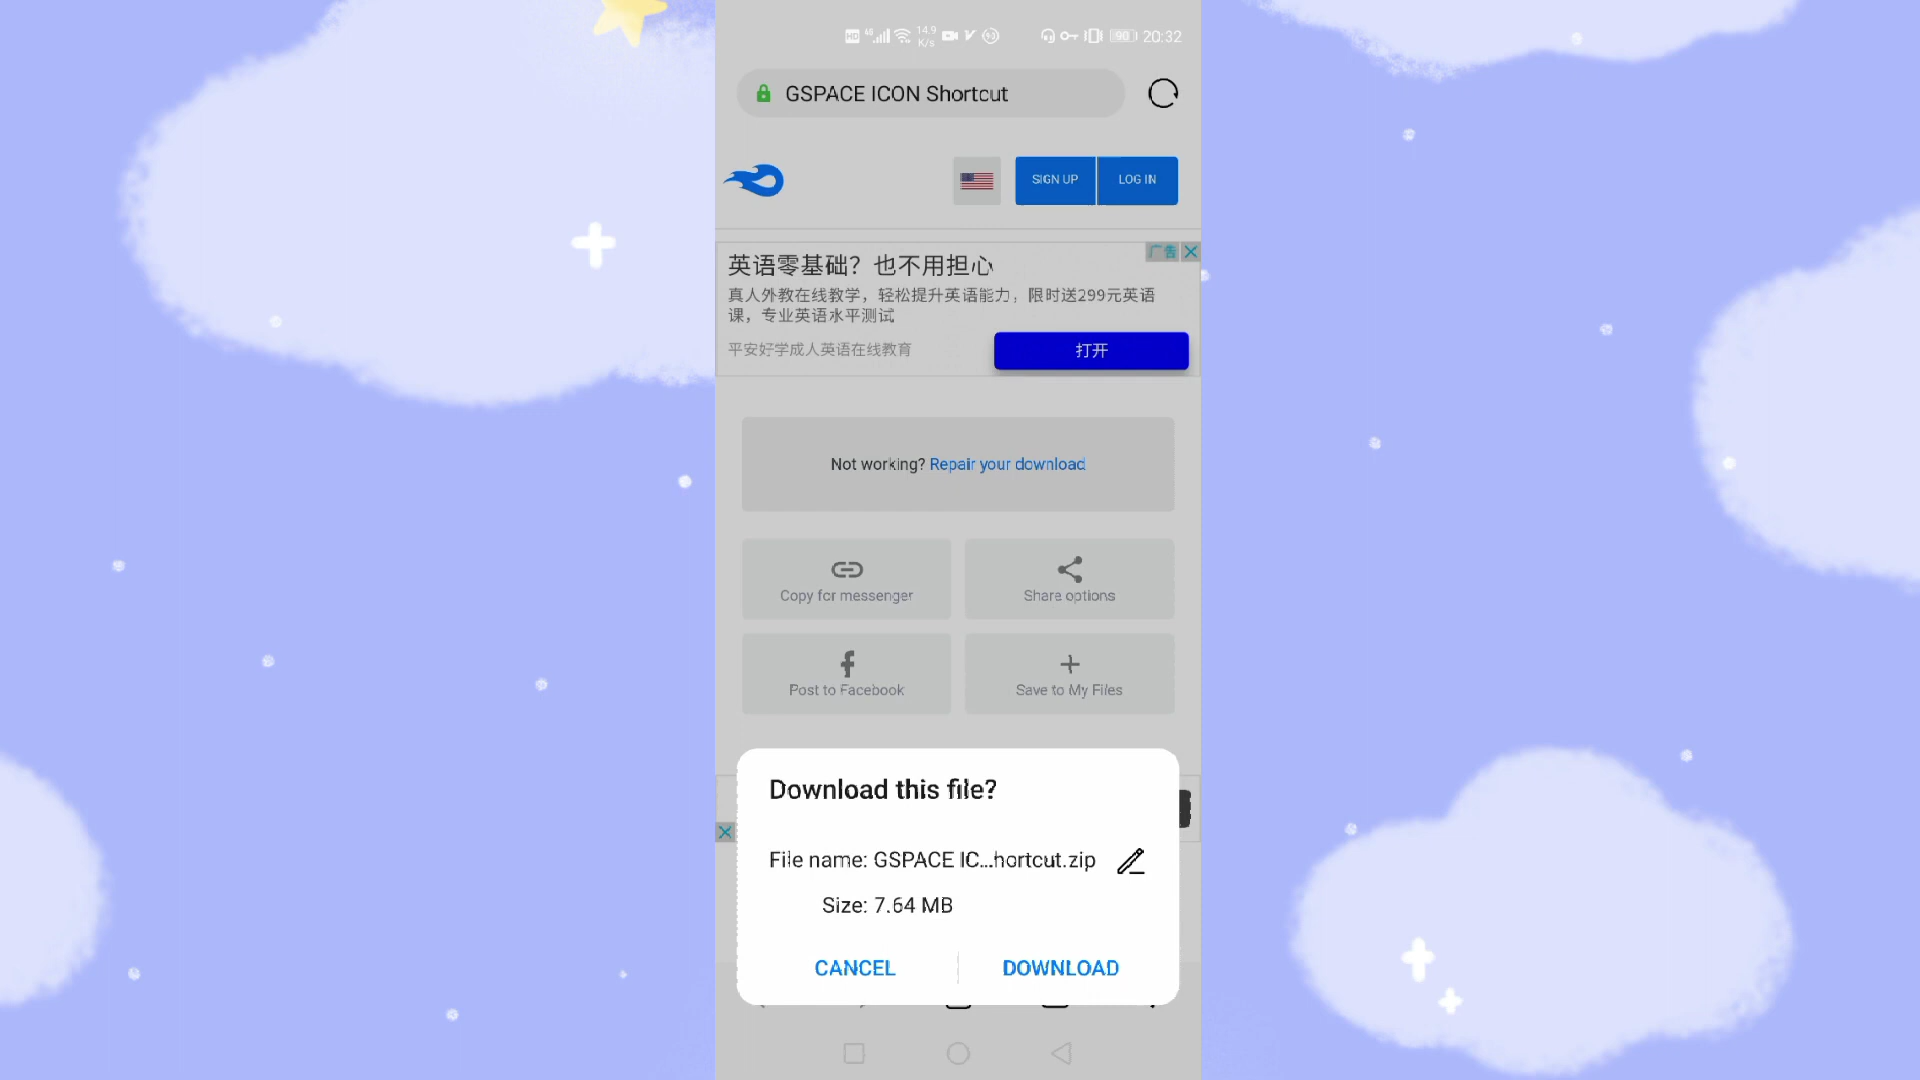 HD 4G 14.9 K/s 90 20:32
GSPACE ICON Shortcut
SIGN UP LOG IN
广告
英语零基础？也不用担心
真人外教在线教学，轻松提升英语能力，限时送299元英语
课，专业英语水平测试
平安好学成人英语在线教育
打开
Not working? Repair your download
Copy for messenger Share options
Post to Facebook Save to My Files
Download this file?
File name: GSPACE IC...hortcut.zip
Size: 7.64 MB
CANCEL DOWNLOAD